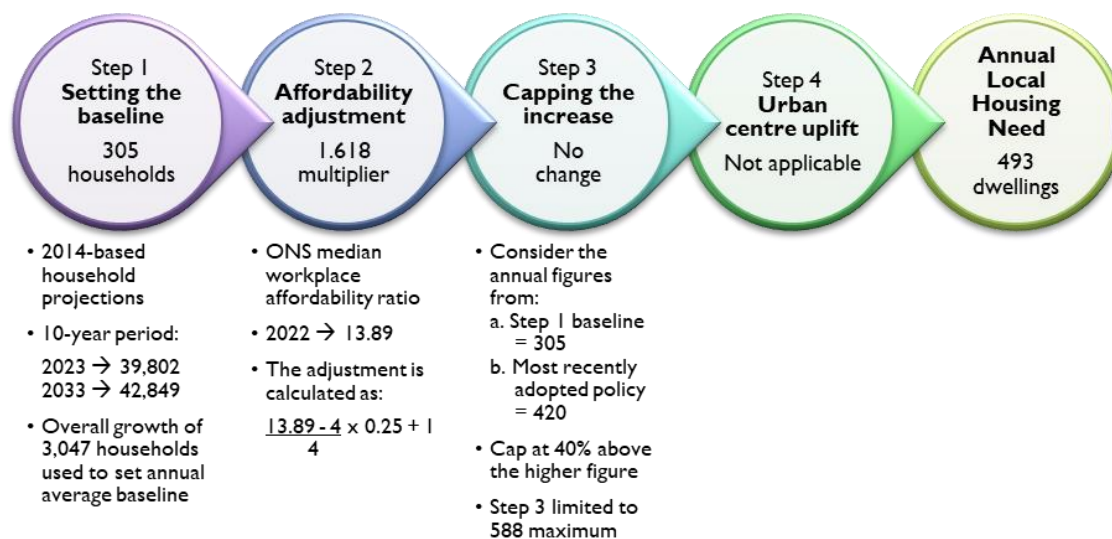 Step 1
Setting the
baseline
305
households
Step 2
Affordability
adjustment
1.618
multiplier
Step 3
Capping the
increase
No
change
Step 4
Urban
centre uplift
Not applicable
Annual
Local
Housing
Need
493
dwellings
• 2014-based
household
projections
• 10-year period:
2023 → 39,802
2033 → 42,849
• Overall growth of
3,047 households
used to set annual
average baseline
• ONS median
workplace
affordability ratio
• 2022 → 13.89
• The adjustment is
calculated as:
13.89 - 4 x 0.25 + 1
4
• Consider the
annual figures
from:
a. Step 1 baseline
= 305
b. Most recently
adopted policy
= 420
• Cap at 40% above
the higher figure
• Step 3 limited to
588 maximum